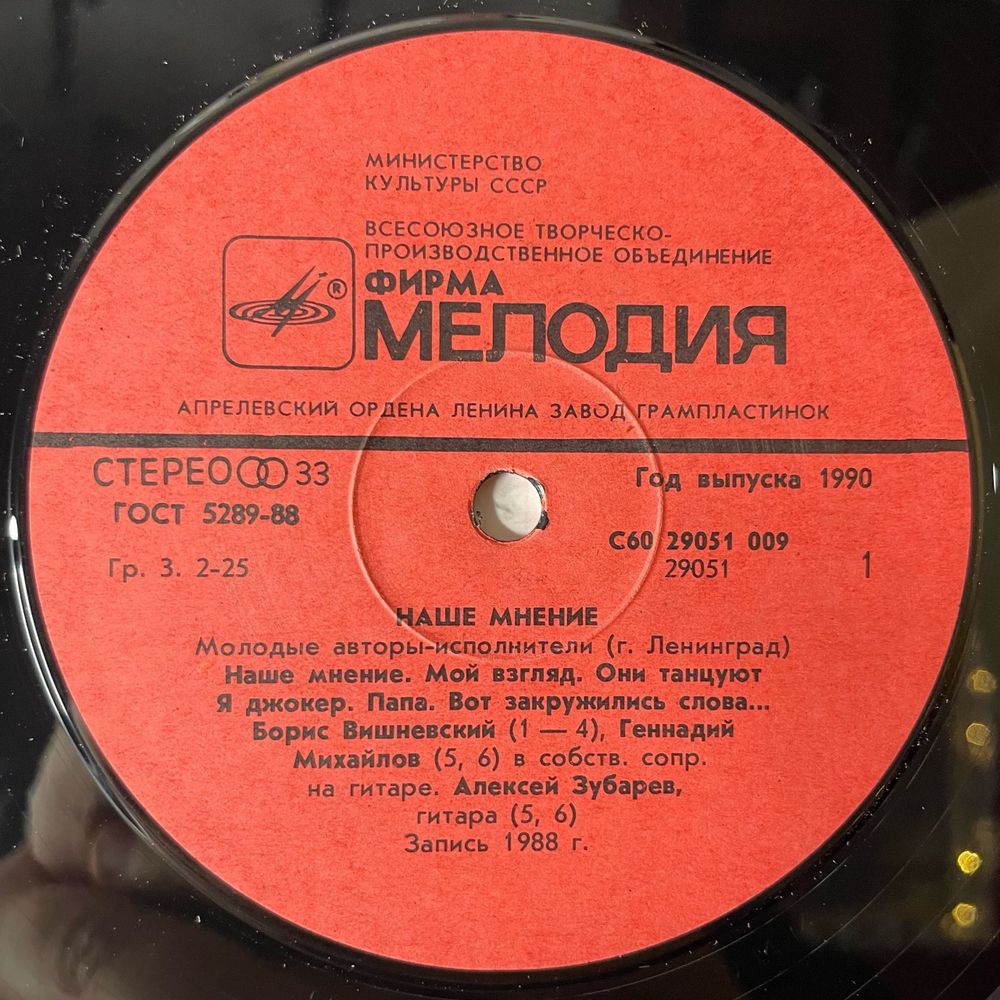 МИНИСТЕРСТВО
КУЛЬТУРЫ СССР
ВСЕСОЮЗНОЕ ТВОРЧЕСКО-
ПРОИЗВОДСТВЕННОЕ ОБЪЕДИНЕНИЕ
®
ФИРМА
МЕЛОДИЯ
АПРЕЛЕВСКИЙ ОРДЕНА ЛЕНИНА ЗАВОД ГРАМПЛАСТИНОК
СТЕРЕО 33
Год выпуска 1990
ГОСТ 5289-88
С60 29051 009
Гр. 3. 2-25
29051
1
НАШЕ МНЕНИЕ
Молодые авторы-исполнители (г. Ленинград)
Наше мнение. Мой взгляд. Они танцуют
Я джокер. Папа. Вот закружились слова...
Борис Вишневский (1 — 4), Геннадий
Михайлов (5, 6) в собств. сопр.
на гитаре. Алексей Зубарев,
гитара (5, 6)
Запись 1988 г.